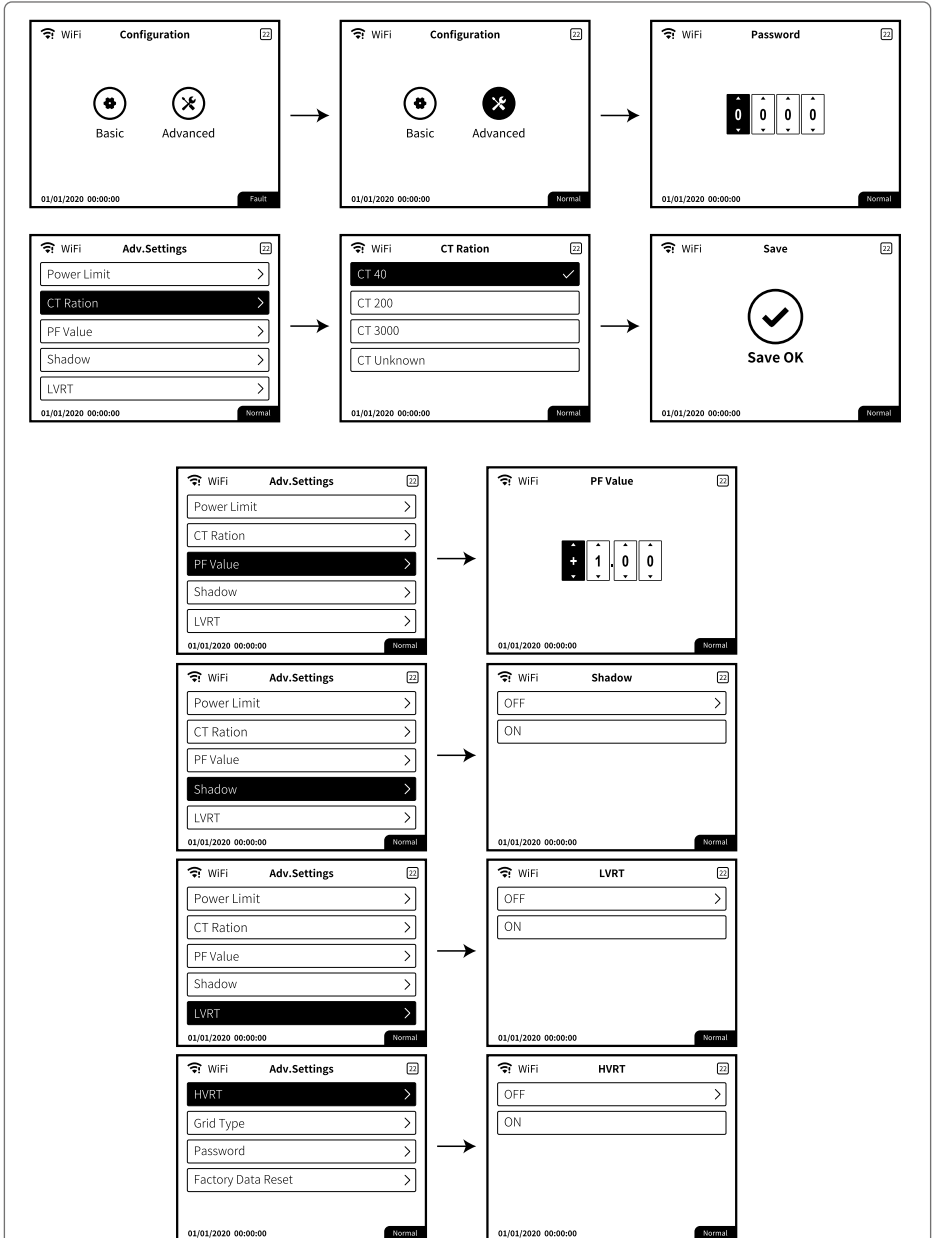 WiFi Configuration 22
Basic Advanced
01/01/2020 00:00:00 Fault
WiFi Configuration 22
Basic Advanced
01/01/2020 00:00:00 Normal
WiFi Password 22
0 0 0 0
01/01/2020 00:00:00 Normal
WiFi Adv.Settings 22
Power Limit
CT Ration
PF Value
Shadow
LVRT
01/01/2020 00:00:00 Normal
WiFi CT Ration 22
CT 40
CT 200
CT 3000
CT Unknown
01/01/2020 00:00:00 Normal
WiFi Save 22
Save OK
01/01/2020 00:00:00 Normal
WiFi Adv.Settings 22
Power Limit
CT Ration
PF Value
Shadow
LVRT
01/01/2020 00:00:00 Normal
WiFi PF Value 22
+ 1.0 0
01/01/2020 00:00:00 Normal
WiFi Adv.Settings 22
Power Limit
CT Ration
PF Value
Shadow
LVRT
01/01/2020 00:00:00 Normal
WiFi Shadow 22
OFF
ON
01/01/2020 00:00:00 Normal
WiFi Adv.Settings 22
Power Limit
CT Ration
PF Value
Shadow
LVRT
01/01/2020 00:00:00 Normal
WiFi LVRT 22
OFF
ON
01/01/2020 00:00:00 Normal
WiFi Adv.Settings 22
HVRT
Grid Type
Password
Factory Data Reset
01/01/2020 00:00:00 Normal
WiFi HVRT 22
OFF
ON
01/01/2020 00:00:00 Normal